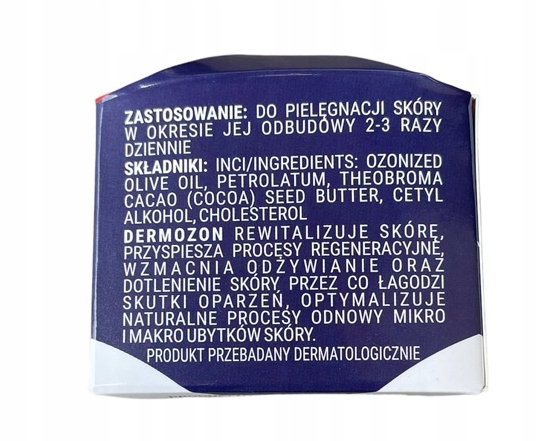 ZASTOSOWANIE: DO PIELĘGNACJI SKÓRY
W OKRESIE JEJ ODBUDOWY 2-3 RAZY
DZIENNIE
SKŁADNIKI: INCI/INGREDIENTS: OZONIZED
OLIVE OIL, PETROLATUM, THEOBROMA
CACAO (COCOA) SEED BUTTER, CETYL
ALKOHOL, CHOLESTEROL
DERMOZON REWITALIZUJE SKÓRĘ,
PRZYSPIESZA PROCESY REGENERACYJNE,
WZMACNIA ODŻYWIANIE ORAZ
DOTLENIENIE SKÓRY, PRZEZ CO ŁAGODZI
SKUTKI OPARZEŃ, OPTYMALIZUJE
NATURALNE PROCESY ODNOWY MIKRO
I MAKRO UBYTKÓW SKÓRY.
PRODUKT PRZEBADANY DERMATOLOGICZNIE